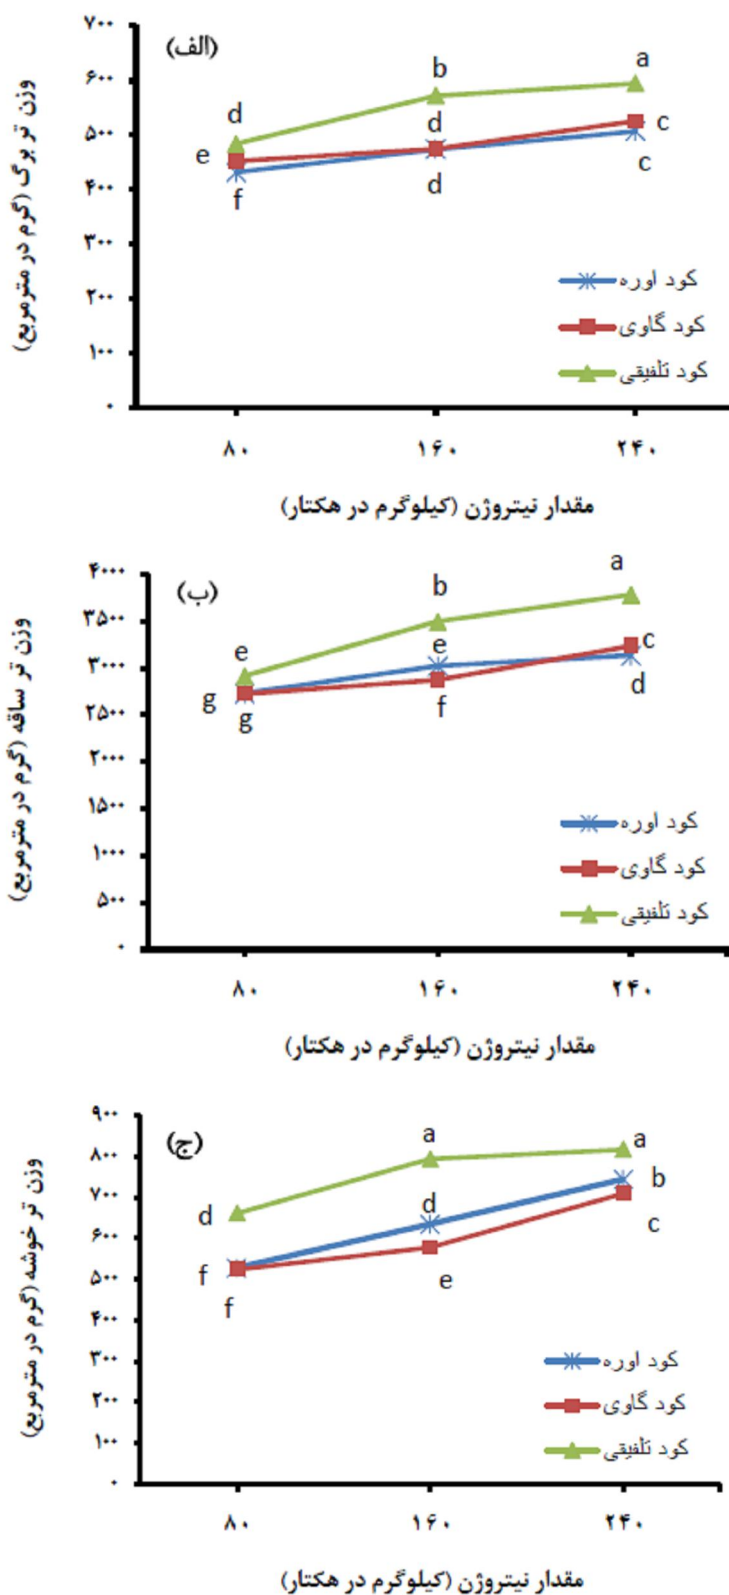 (الف)
وزن تر برگ (گرم در مترمربع)
۷۰۰
۶۰۰
۵۰۰
۴۰۰
۳۰۰
۲۰۰
۱۰۰
۰
a
b
d
d
c
e
f
d
c
کود اوره
کود گاوی
کود تلفیقی
۸۰ ۱۶۰ ۲۴۰
مقدار نیتروژن (کیلوگرم در هکتار)
(ب)
وزن تر ساقه (گرم در مترمربع)
۴۰۰۰
۳۵۰۰
۳۰۰۰
۲۵۰۰
۲۰۰۰
۱۵۰۰
۱۰۰۰
۵۰۰
۰
a
b
e
e
c
g
g
f
d
کود اوره
کود گاوی
کود تلفیقی
۸۰ ۱۶۰ ۲۴۰
مقدار نیتروژن (کیلوگرم در هکتار)
(ج)
وزن تر خوشه (گرم در مترمربع)
۹۰۰
۸۰۰
۷۰۰
۶۰۰
۵۰۰
۴۰۰
۳۰۰
۲۰۰
۱۰۰
۰
a
a
d
d
b
c
f
f
e
کود اوره
کود گاوی
کود تلفیقی
۸۰ ۱۶۰ ۲۴۰
مقدار نیتروژن (کیلوگرم در هکتار)